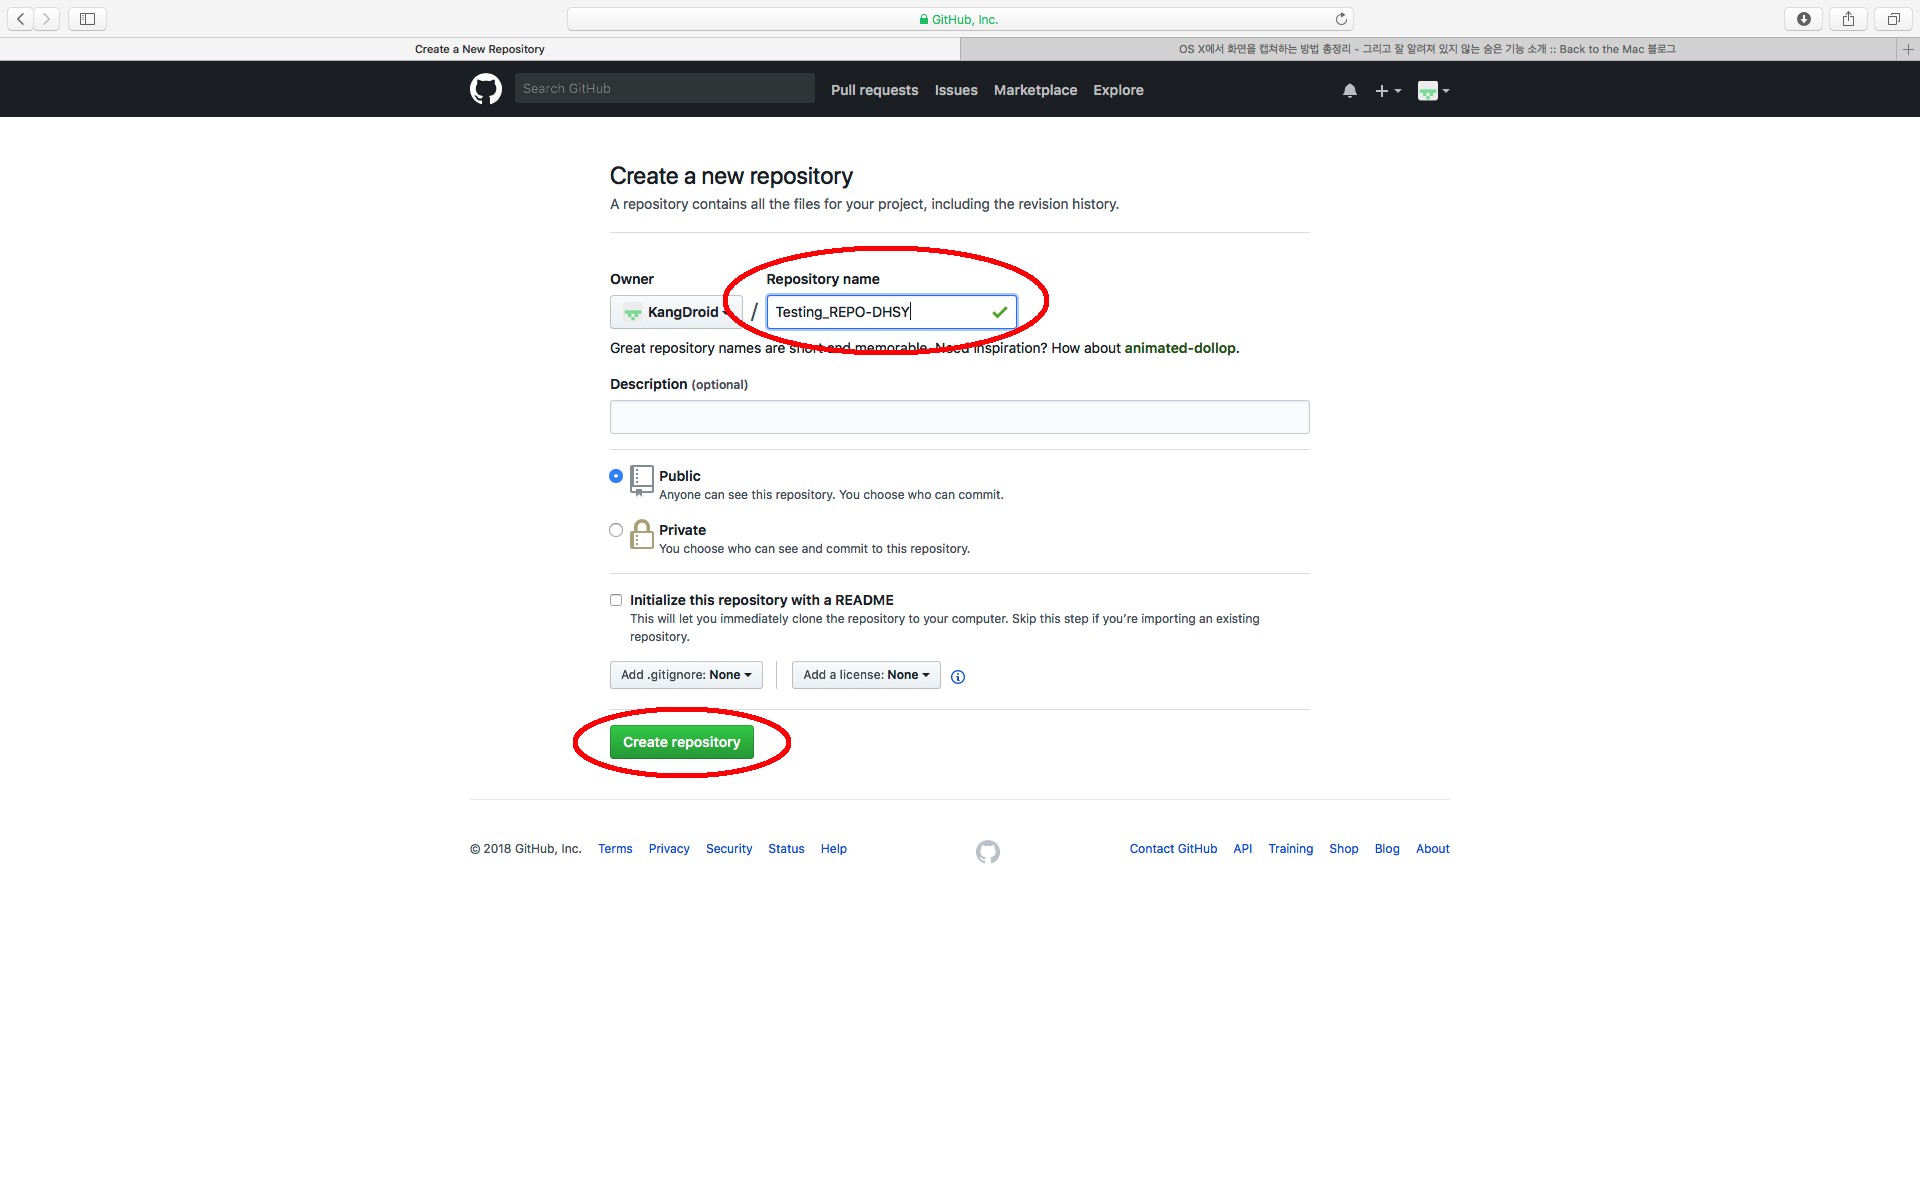 GitHub, Inc.
Create a New Repository
OS X에서 화면을 캡쳐하는 방법 총정리 - 그리고 잘 알려져 있지 않는 숨은 기능 소개 :: Back to the Mac 블로그
Search GitHub
Pull requests Issues Marketplace Explore
Create a new repository
A repository contains all the files for your project, including the revision history.
Owner Repository name
KangDroid / Testing_REPO-DHSY
Great repository names are short and memorable. Need inspiration? How about animated-dollop.
Description (optional)
Public
Anyone can see this repository. You choose who can commit.
Private
You choose who can see and commit to this repository.
Initialize this repository with a README
This will let you immediately clone the repository to your computer. Skip this step if you’re importing an existing
repository.
Add .gitignore: None Add a license: None
Create repository
© 2018 GitHub, Inc. Terms Privacy Security Status Help Contact GitHub API Training Shop Blog About